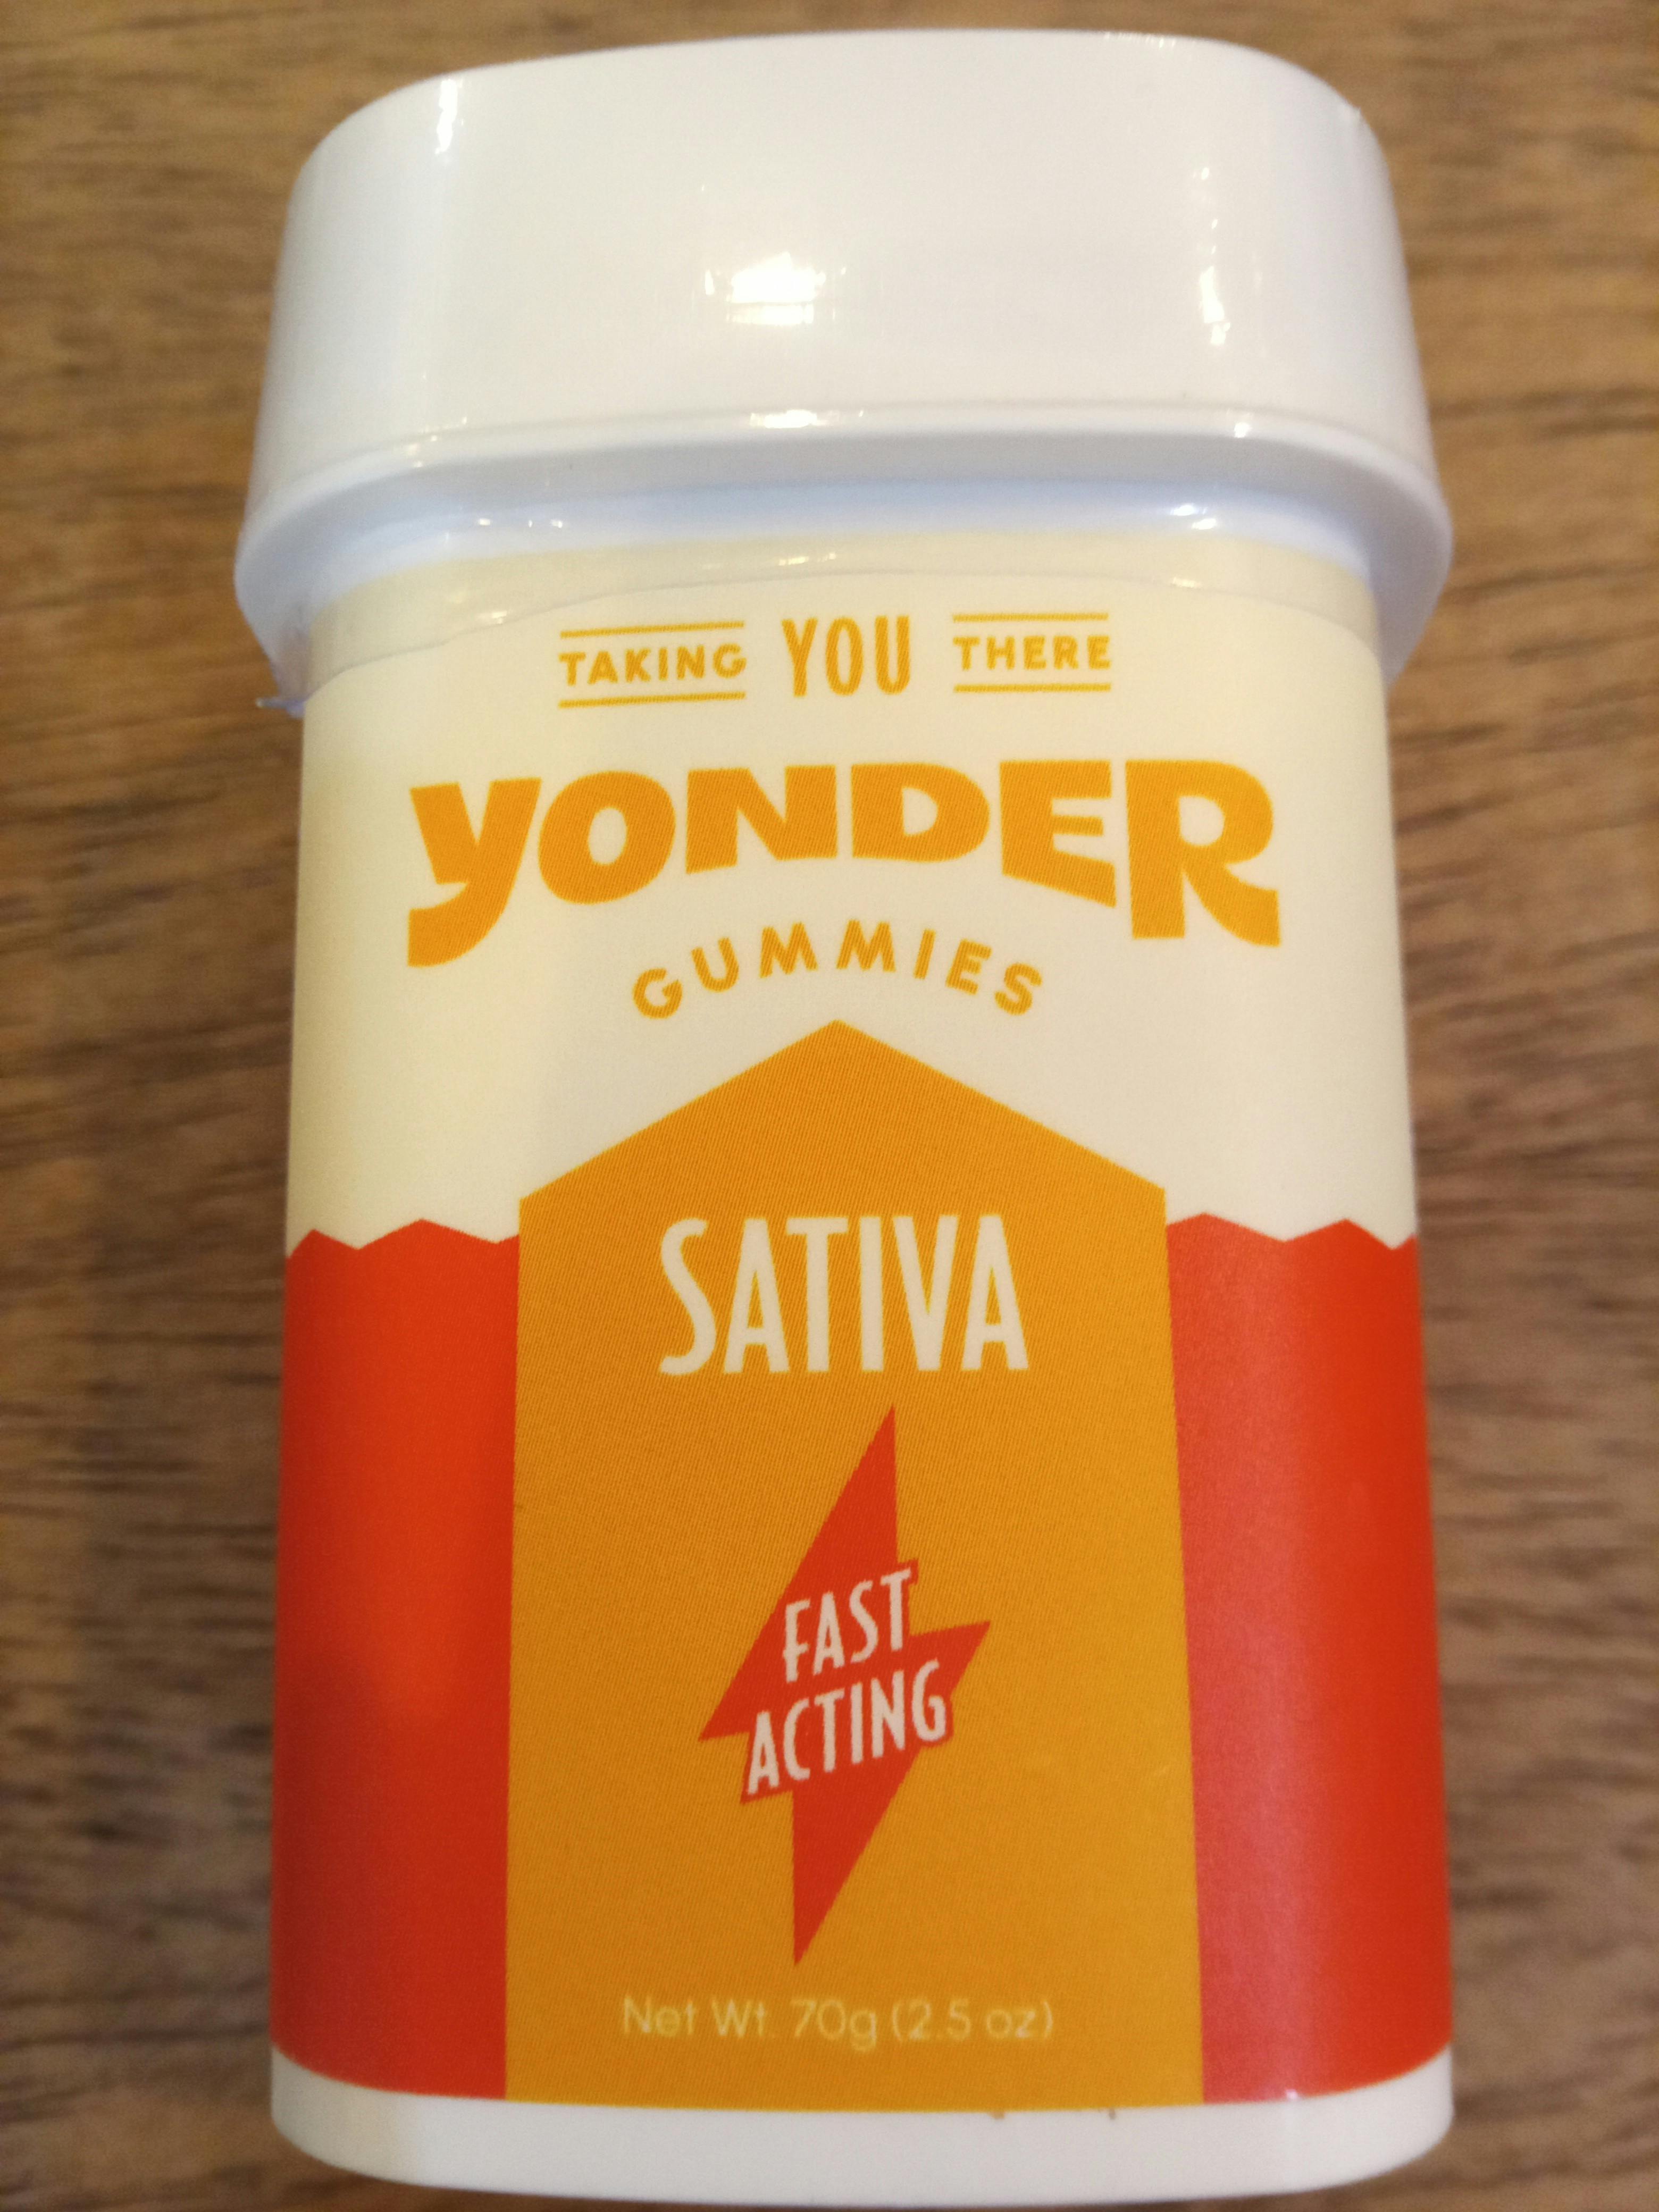 TAKING YOU THERE
YONDER
GUMMIES
SATIVA
FAST
ACTING
Net Wt. 70g (2.5 oz)